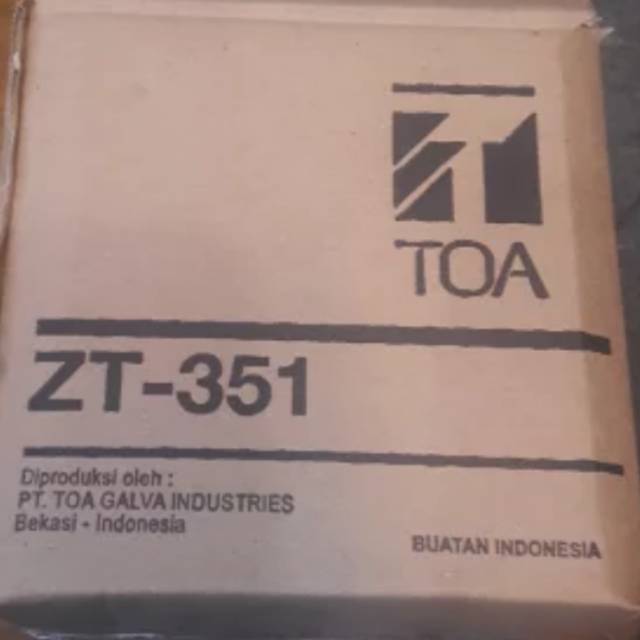 TOA
ZT-351
Diproduksi oleh :
PT. TOA GALVA INDUSTRIES
Bekasi - Indonesia
BUATAN INDONESIA